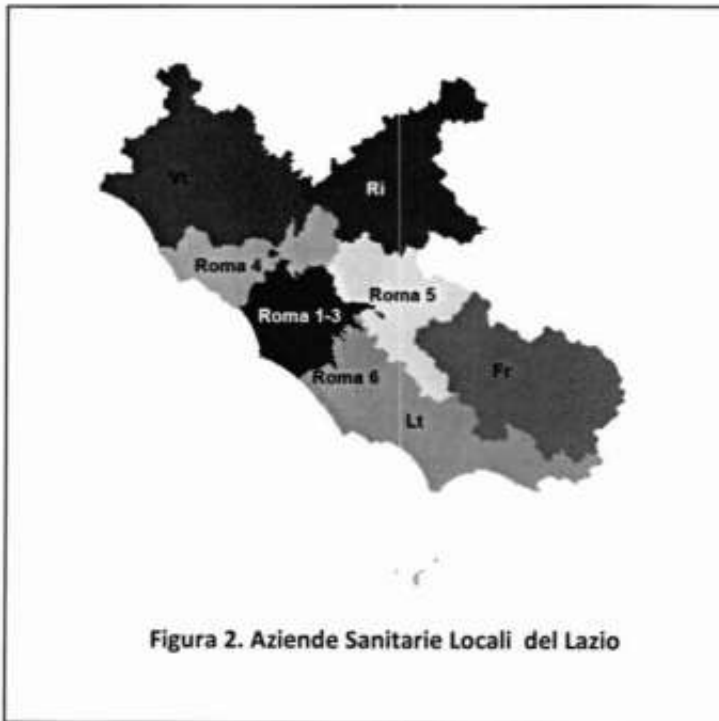 Vt
Ri
Roma 4
Roma 5
Roma 1-3
Roma 6
Fr
Lt
Figura 2. Aziende Sanitarie Locali del Lazio